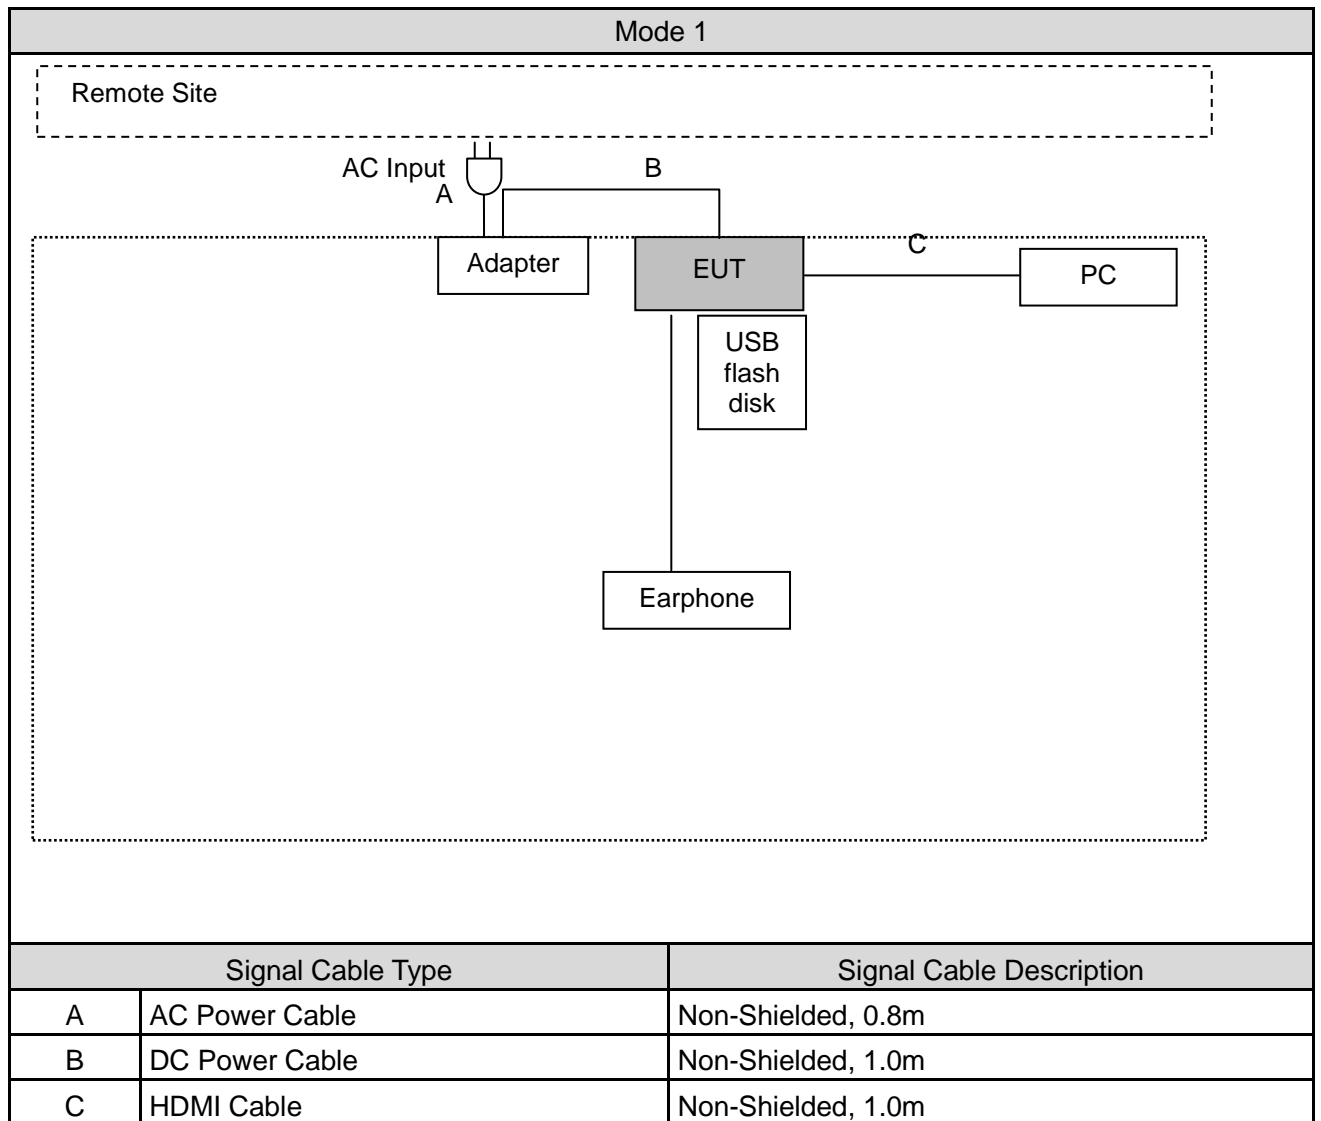 Mode 1
Remote Site
AC Input
A
B
C
Adapter
EUT
PC
USB
flash
disk
Earphone
Signal Cable Type Signal Cable Description
A AC Power Cable Non-Shielded, 0.8m
B DC Power Cable Non-Shielded, 1.0m
C HDMI Cable Non-Shielded, 1.0m